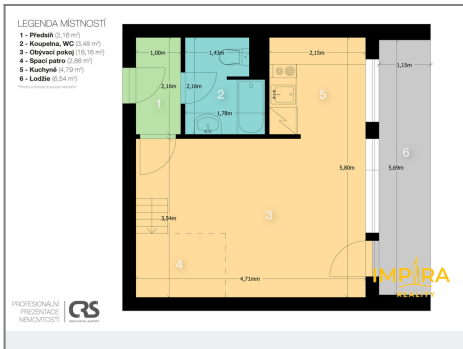 LEGENDA MÍSTNOSTÍ
1 - Předsíň (2,16 m²)
2 - Koupelna, WC (3,48 m²)
3 - Obývací pokoj (18,16 m²)
4 - Spací patro (2,86 m²)
5 - Kuchyně (4,79 m²)
6 - Lodžie (6,54 m²)
1,00m
1,43m
2,15m
1,15m
2,16m
2,16m
2
5
1
1,78m
6
5,80m
5,69m
3,54m
3
4
4,71mm
IMPIRA
REALITY
PROFESIONÁLNÍ
PREZENTACE
NEMOVITOSTÍ
CRS